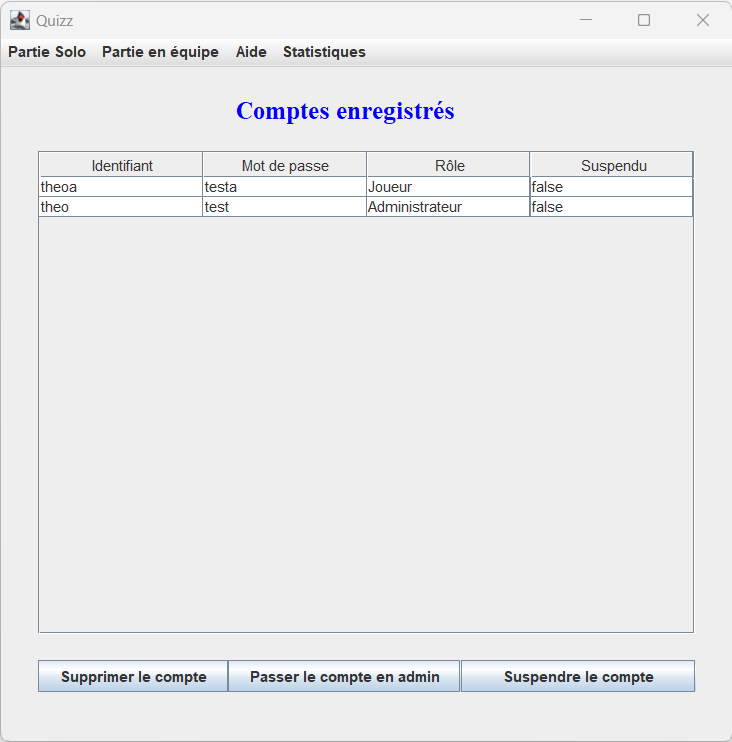 Quizz
Partie Solo Partie en équipe Aide Statistiques
Comptes enregistrés
Identifiant Mot de passe Rôle Suspendu
theoa testa Joueur false
theo test Administrateur false
Supprimer le compte Passer le compte en admin Suspendre le compte